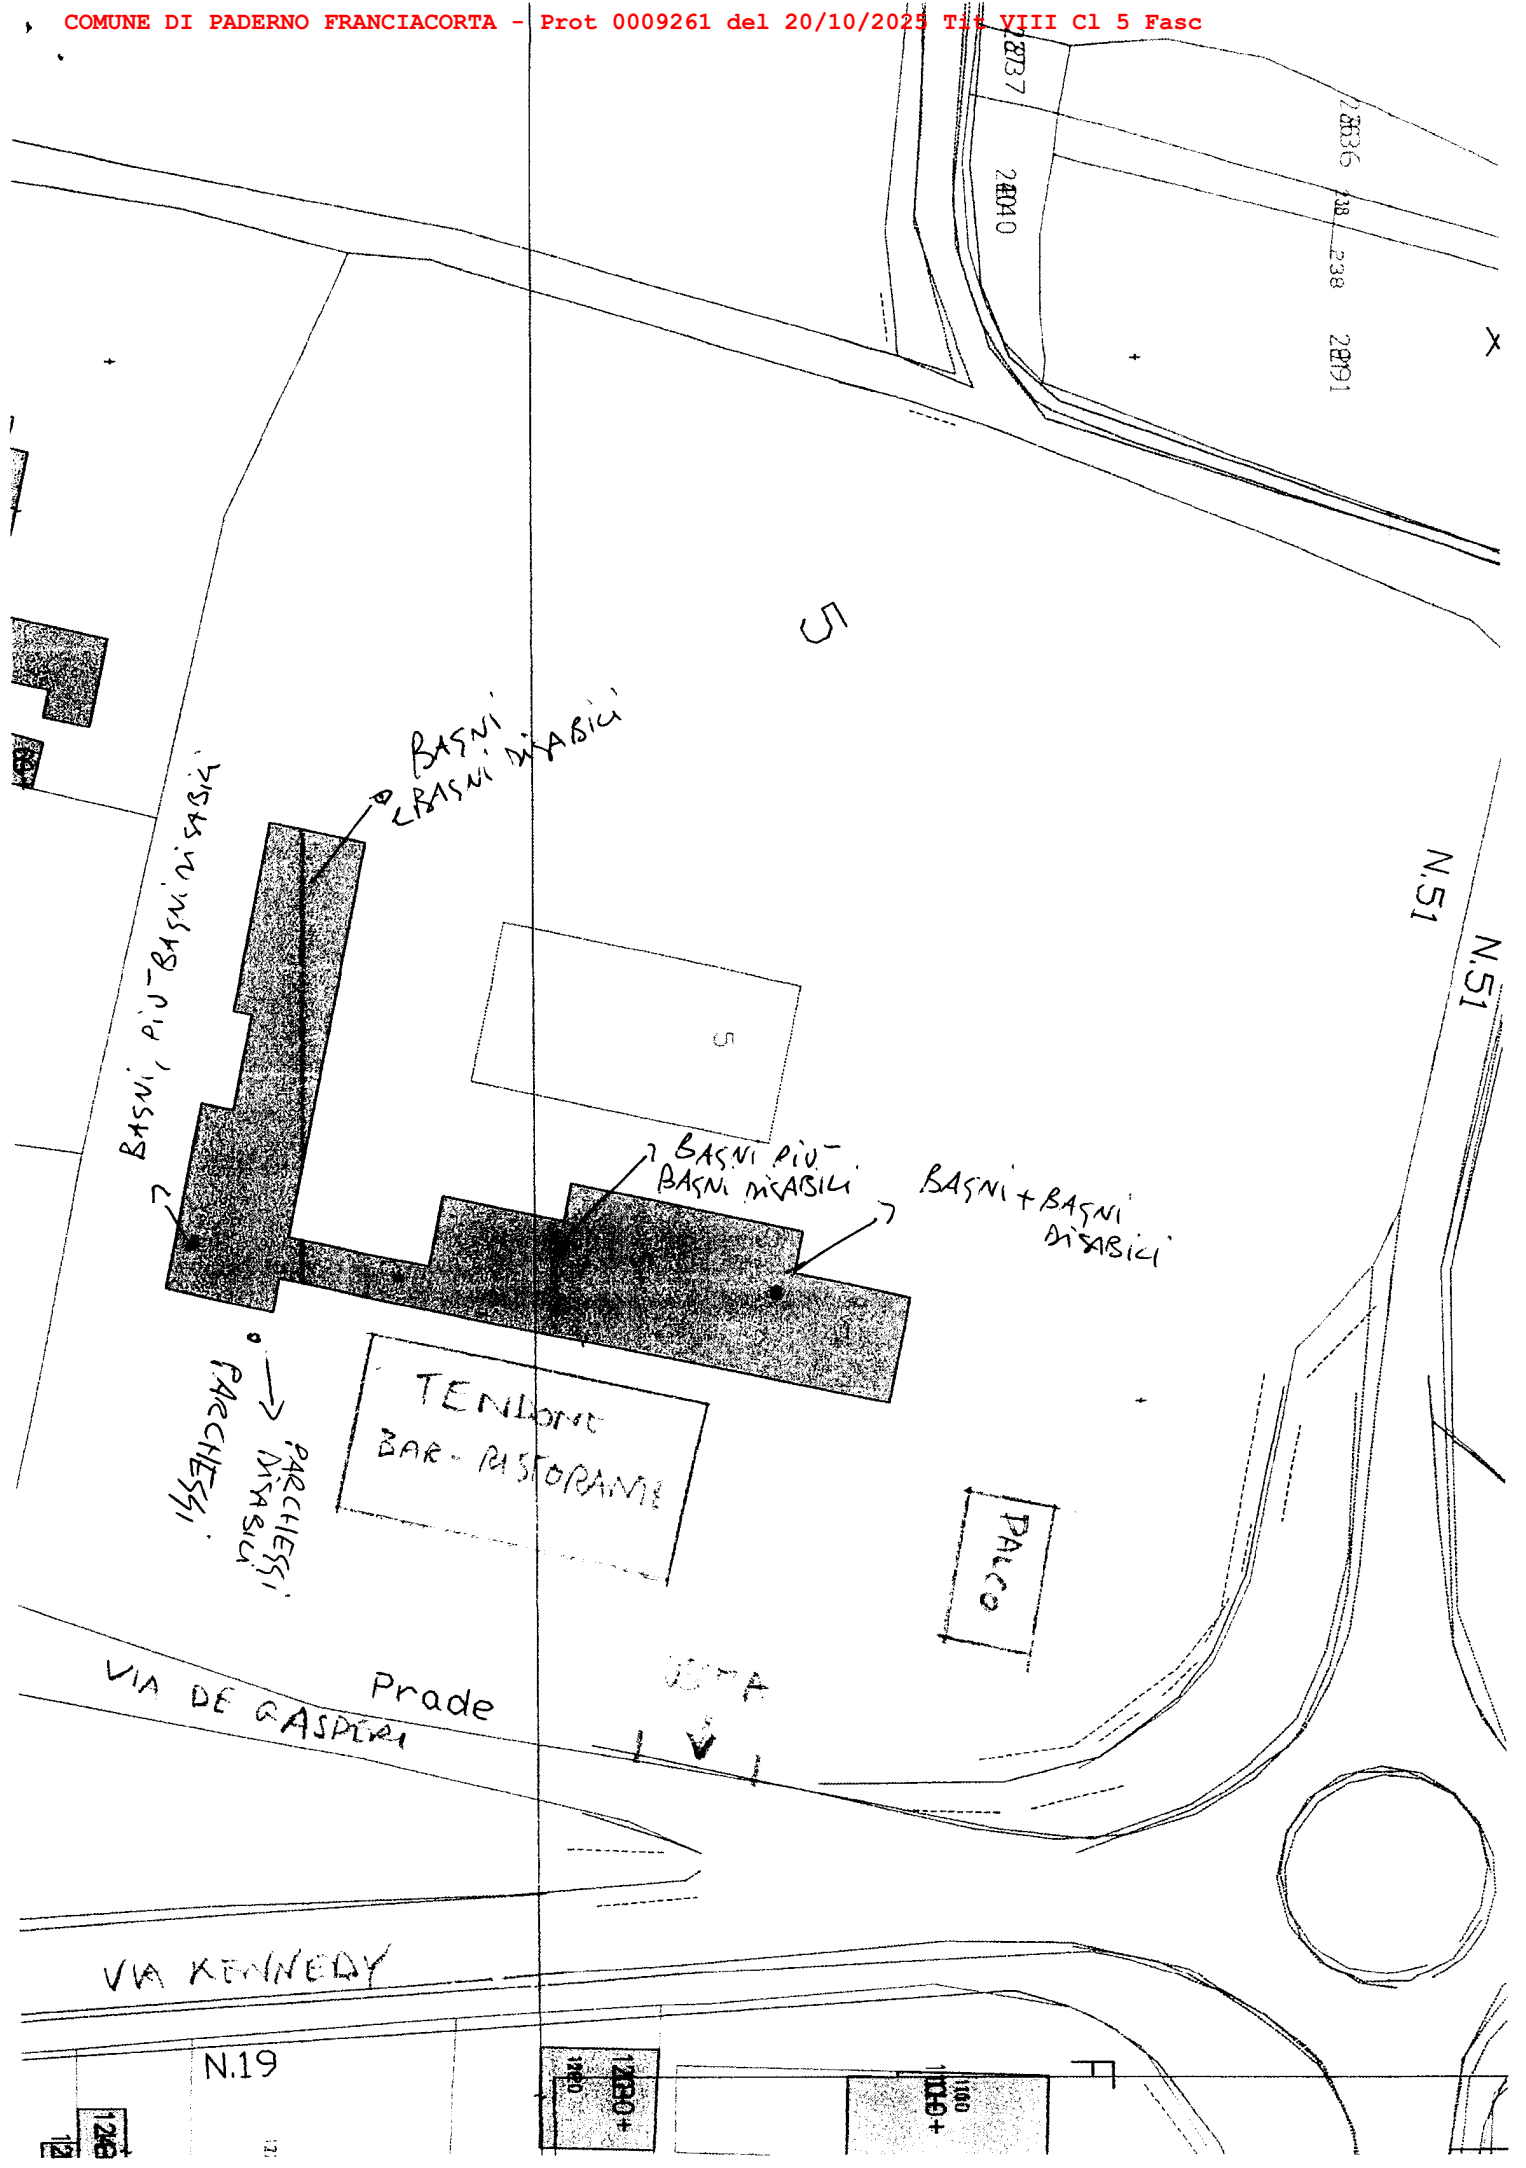 COMUNE DI PADERNO FRANCIACORTA - Prot 0009261 del 20/10/2025 Tit VIII Cl 5 Fasc
238
238
5
BAGNI
BAGNI DISABILI
BAGNI, PIÙ BAGNI DISABILI
N.51
N.51
5
BAGNI PIÙ
BAGNI DISABILI
BAGNI + BAGNI
DISABILI
PARCHEGGI
PARCHEGGI
DISABILI
TENDONE
BAR - RISTORANTE
PALCO
Prade
VIA DE GASPERI
VIA KENNEDY
N.19